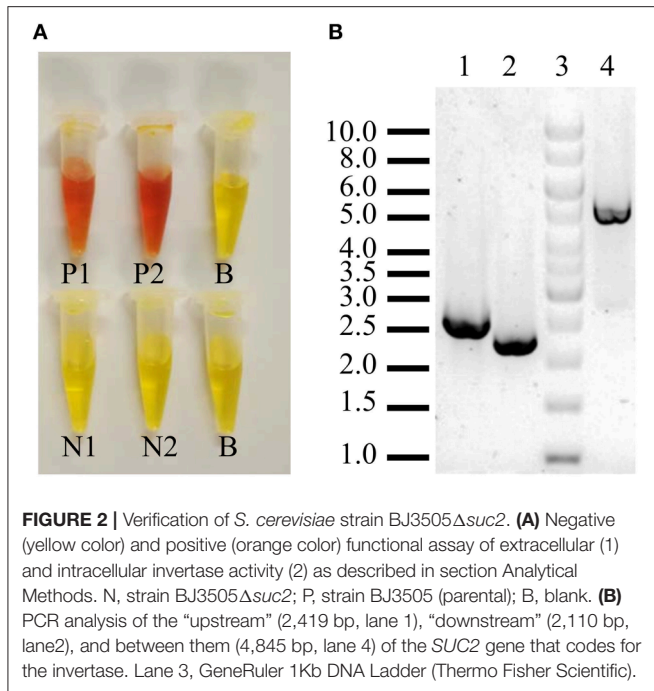 A
B
P1 P2 B
N1 N2 B
1 2 3 4
10.0
8.0
6.0
5.0
4.0
3.5
3.0
2.5
2.0
1.5
1.0
FIGURE 2 | Verification of S. cerevisiae strain BJ3505Δsuc2. (A) Negative
(yellow color) and positive (orange color) functional assay of extracellular (1)
and intracellular invertase activity (2) as described in section Analytical
Methods. N, strain BJ3505Δsuc2; P, strain BJ3505 (parental); B, blank. (B)
PCR analysis of the “upstream” (2,419 bp, lane 1), “downstream” (2,110 bp,
lane2), and between them (4,845 bp, lane 4) of the SUC2 gene that codes for
the invertase. Lane 3, GeneRuler 1Kb DNA Ladder (Thermo Fisher Scientific).